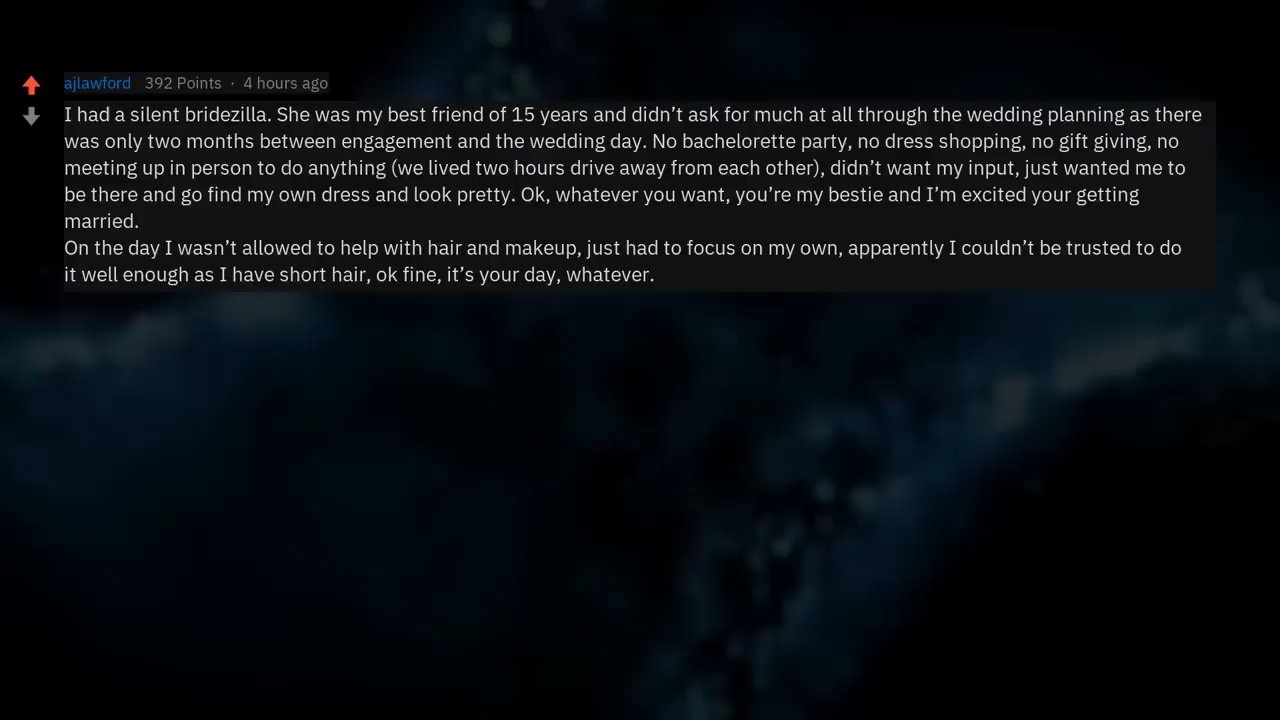 ajlawford 392 Points · 4 hours ago
I had a silent bridezilla. She was my best friend of 15 years and didn’t ask for much at all through the wedding planning as there
was only two months between engagement and the wedding day. No bachelorette party, no dress shopping, no gift giving, no
meeting up in person to do anything (we lived two hours drive away from each other), didn’t want my input, just wanted me to
be there and go find my own dress and look pretty. Ok, whatever you want, you’re my bestie and I’m excited your getting
married.
On the day I wasn’t allowed to help with hair and makeup, just had to focus on my own, apparently I couldn’t be trusted to do
it well enough as I have short hair, ok fine, it’s your day, whatever.